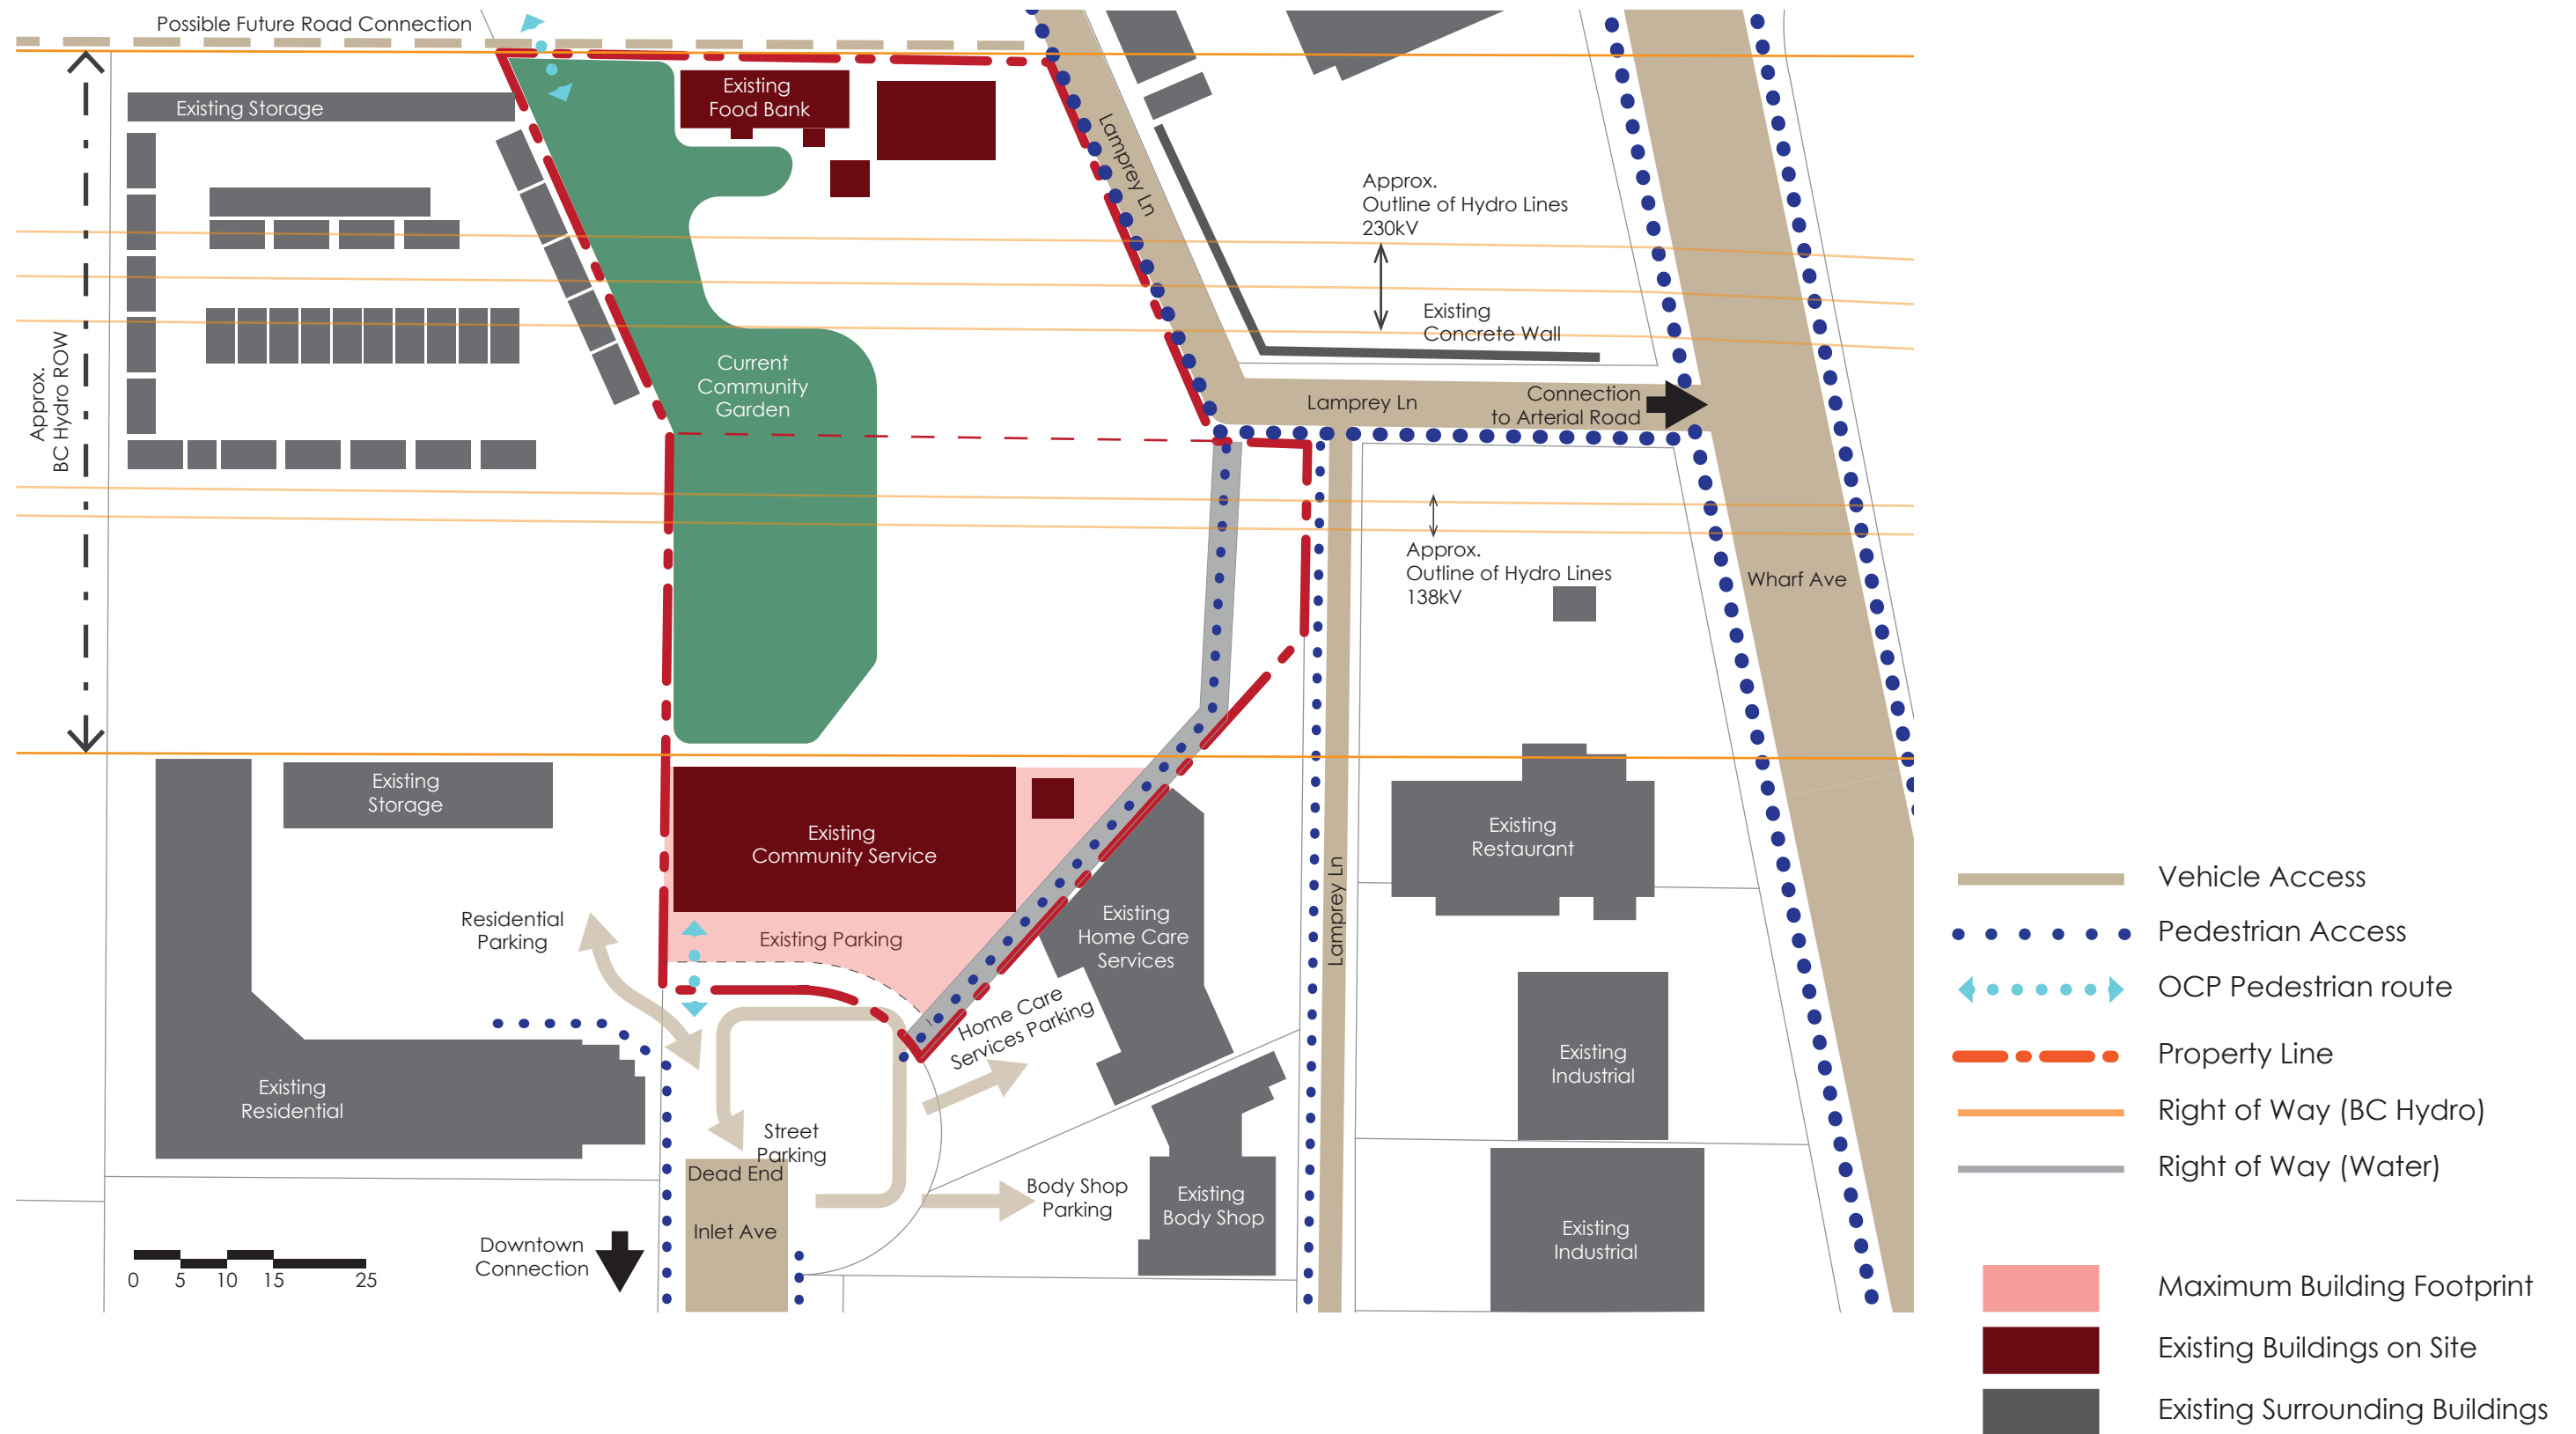 Possible Future Road Connection
Existing Storage
Existing
Food Bank
Lamprey Ln
Approx.
Outline of Hydro Lines
230kV
Existing
Concrete Wall
Approx.
BC Hydro ROW
Current
Community
Garden
Lamprey Ln
Connection
to Arterial Road
Approx.
Outline of Hydro Lines
138kV
Wharf Ave
Existing
Storage
Existing
Community Service
Existing
Restaurant
Lamprey Ln
Residential
Parking
Existing Parking
Existing
Home Care
Services
Home Care
Services Parking
Existing
Residential
Street
Parking
Dead End
Inlet Ave
Body Shop
Parking
Existing
Body Shop
Existing
Industrial
Existing
Industrial
Downtown
Connection
0 5 10 15 25
Vehicle Access
Pedestrian Access
OCP Pedestrian route
Property Line
Right of Way (BC Hydro)
Right of Way (Water)
Maximum Building Footprint
Existing Buildings on Site
Existing Surrounding Buildings